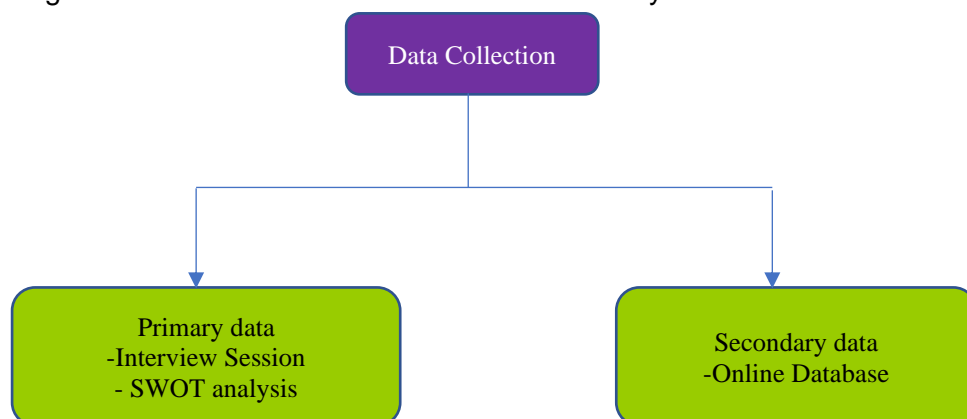 Data Collection
Primary data
-Interview Session
- SWOT analysis
Secondary data
-Online Database